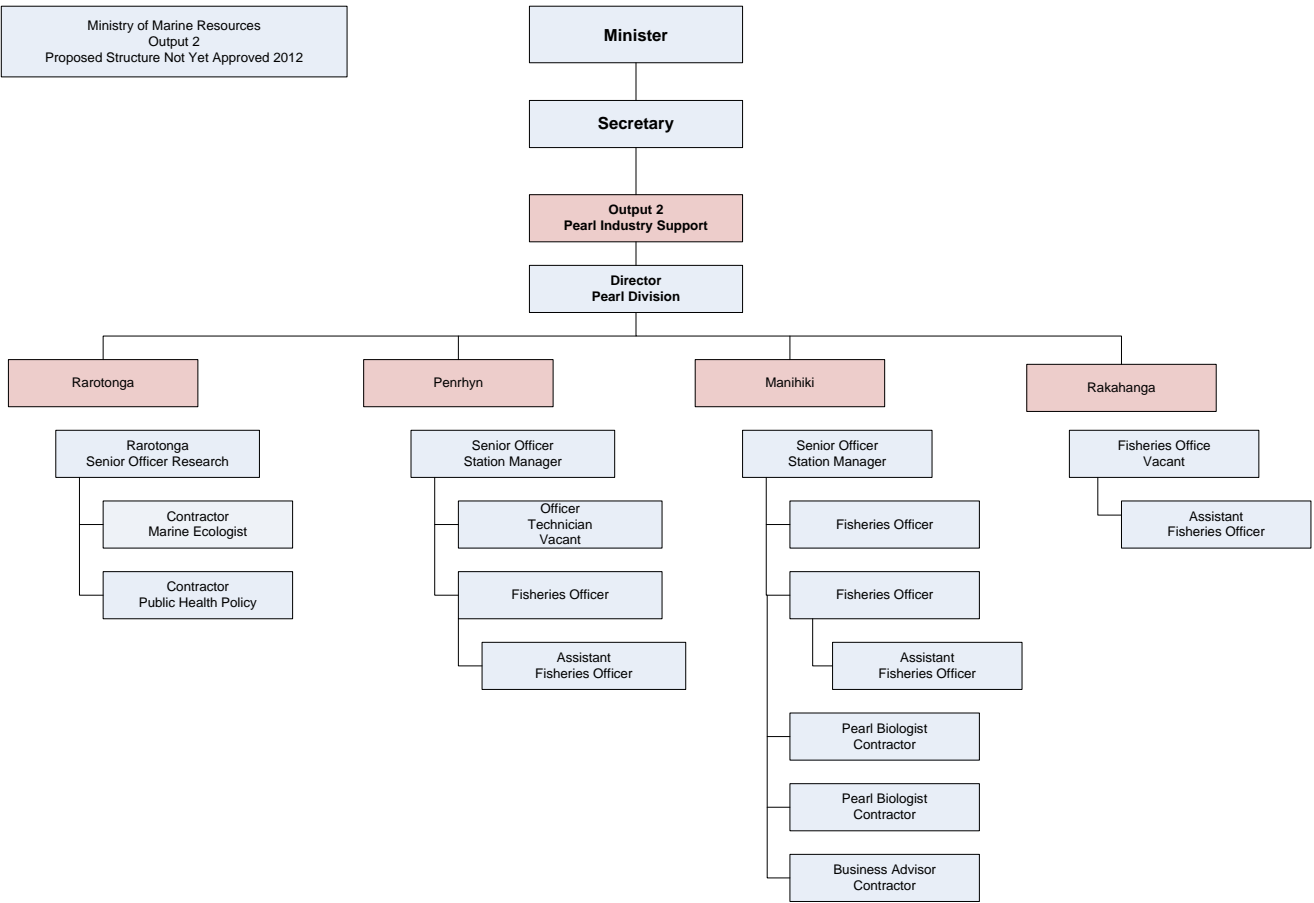 Ministry of Marine Resources
Output 2
Proposed Structure Not Yet Approved 2012
Minister
Secretary
Output 2
Pearl Industry Support
Director
Pearl Division
Rarotonga
Penrhyn
Manihiki
Rakahanga
Rarotonga
Senior Officer Research
Contractor
Marine Ecologist
Contractor
Public Health Policy
Senior Officer
Station Manager
Officer
Technician
Vacant
Fisheries Officer
Assistant
Fisheries Officer
Senior Officer
Station Manager
Fisheries Officer
Fisheries Officer
Assistant
Fisheries Officer
Pearl Biologist
Contractor
Pearl Biologist
Contractor
Business Advisor
Contractor
Fisheries Office
Vacant
Assistant
Fisheries Officer